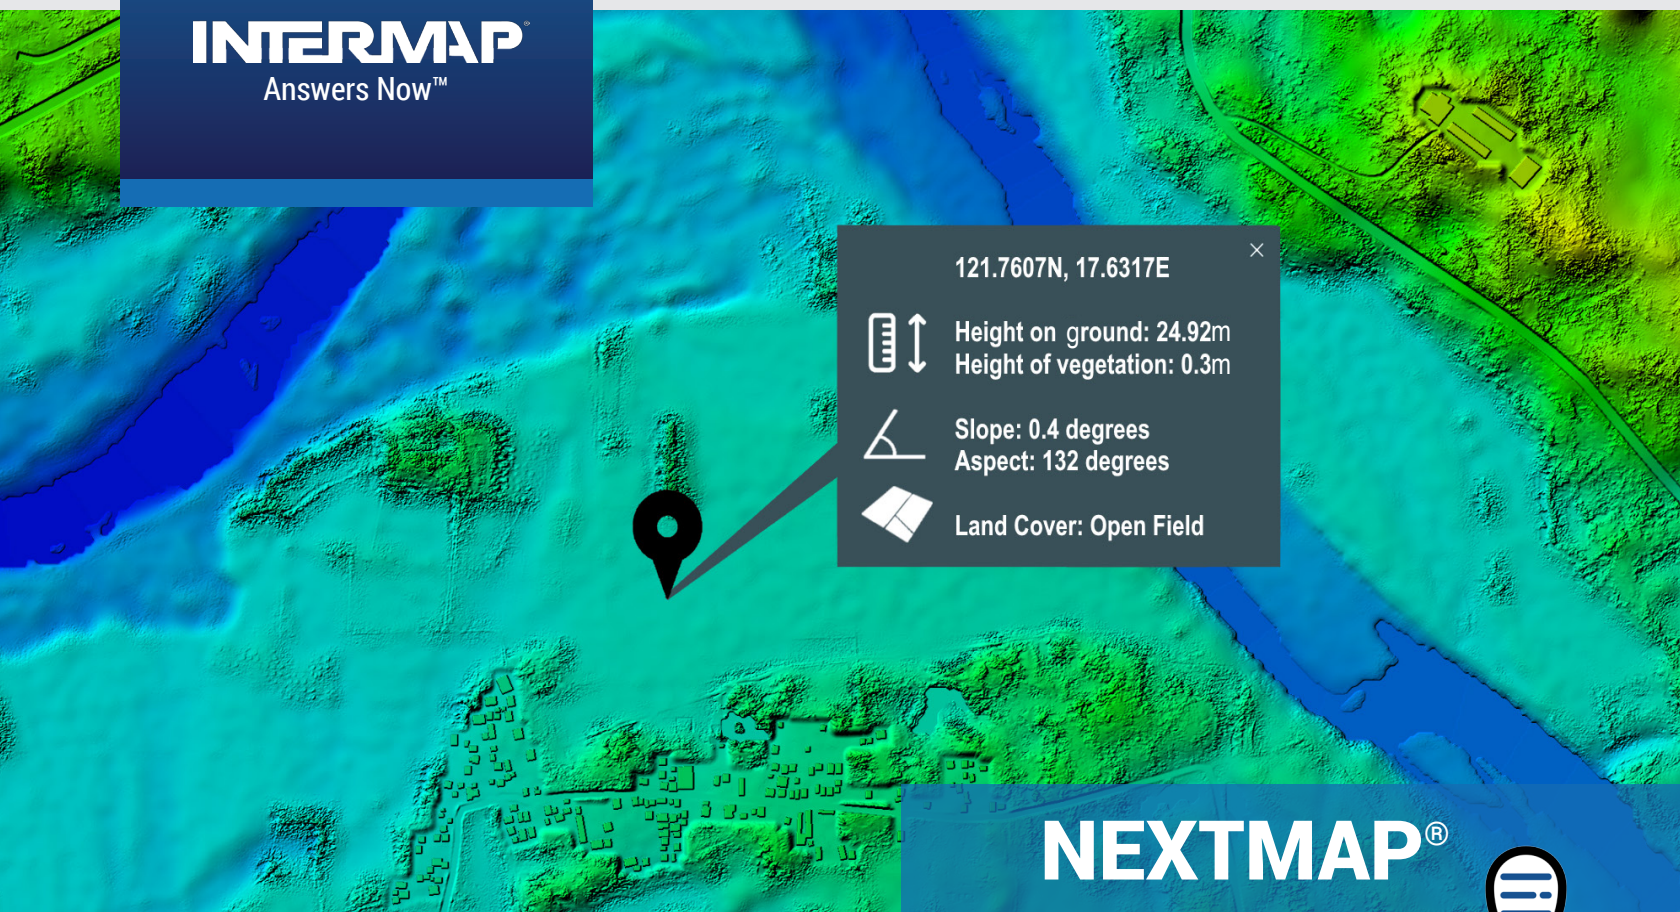 INTERMAP®
Answers Now™
121.7607N, 17.6317E
Height on ground: 24.92m
Height of vegetation: 0.3m
Slope: 0.4 degrees
Aspect: 132 degrees
Land Cover: Open Field
NEXTMAP®